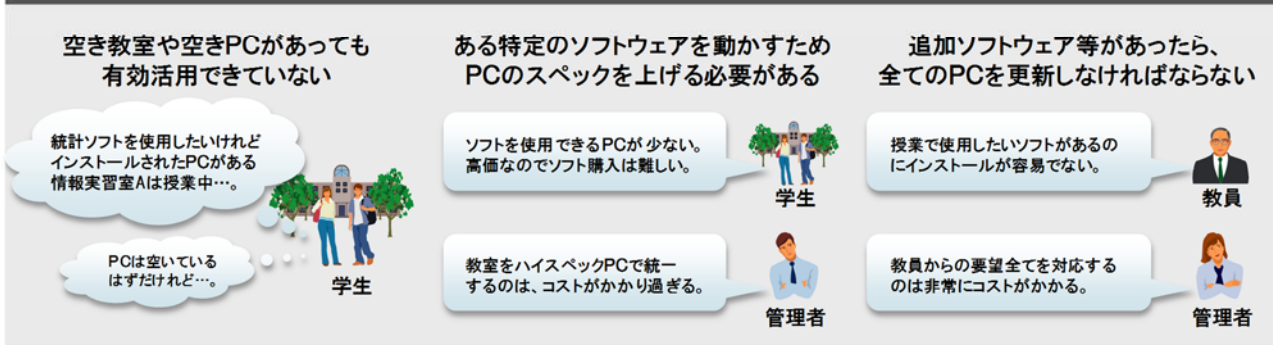 空き教室や空きPCがあっても
有効活用できていない
統計ソフトを使用したいけれど
インストールされたPCがある
情報実習室Aは授業中…。
PCは空いている
はずだけれど…。
学生
ある特定のソフトウェアを動かすため
PCのスペックを上げる必要がある
ソフトを使用できるPCが少ない。
高価なのでソフト購入は難しい。
学生
教室をハイスペックPCで統一
するのは、コストがかかり過ぎる。
管理者
追加ソフトウェア等があったら、
全てのPCを更新しなければならない
授業で使用したいソフトがあるの
にインストールが容易でない。
教員
教員からの要望全てを対応する
のは非常にコストがかかる。
管理者